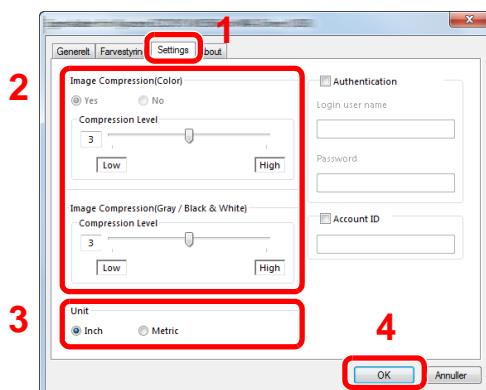 1
Generelt Farvestyrin Settings bout
2
Image Compression(Color)
Yes No
Compression Level
3
Low High
Image Compression(Gray / Black & White)
Compression Level
3
Low High
Authentication
Login user name
Password
Account ID
3
Unit
Inch Metric
4
OK Annuller